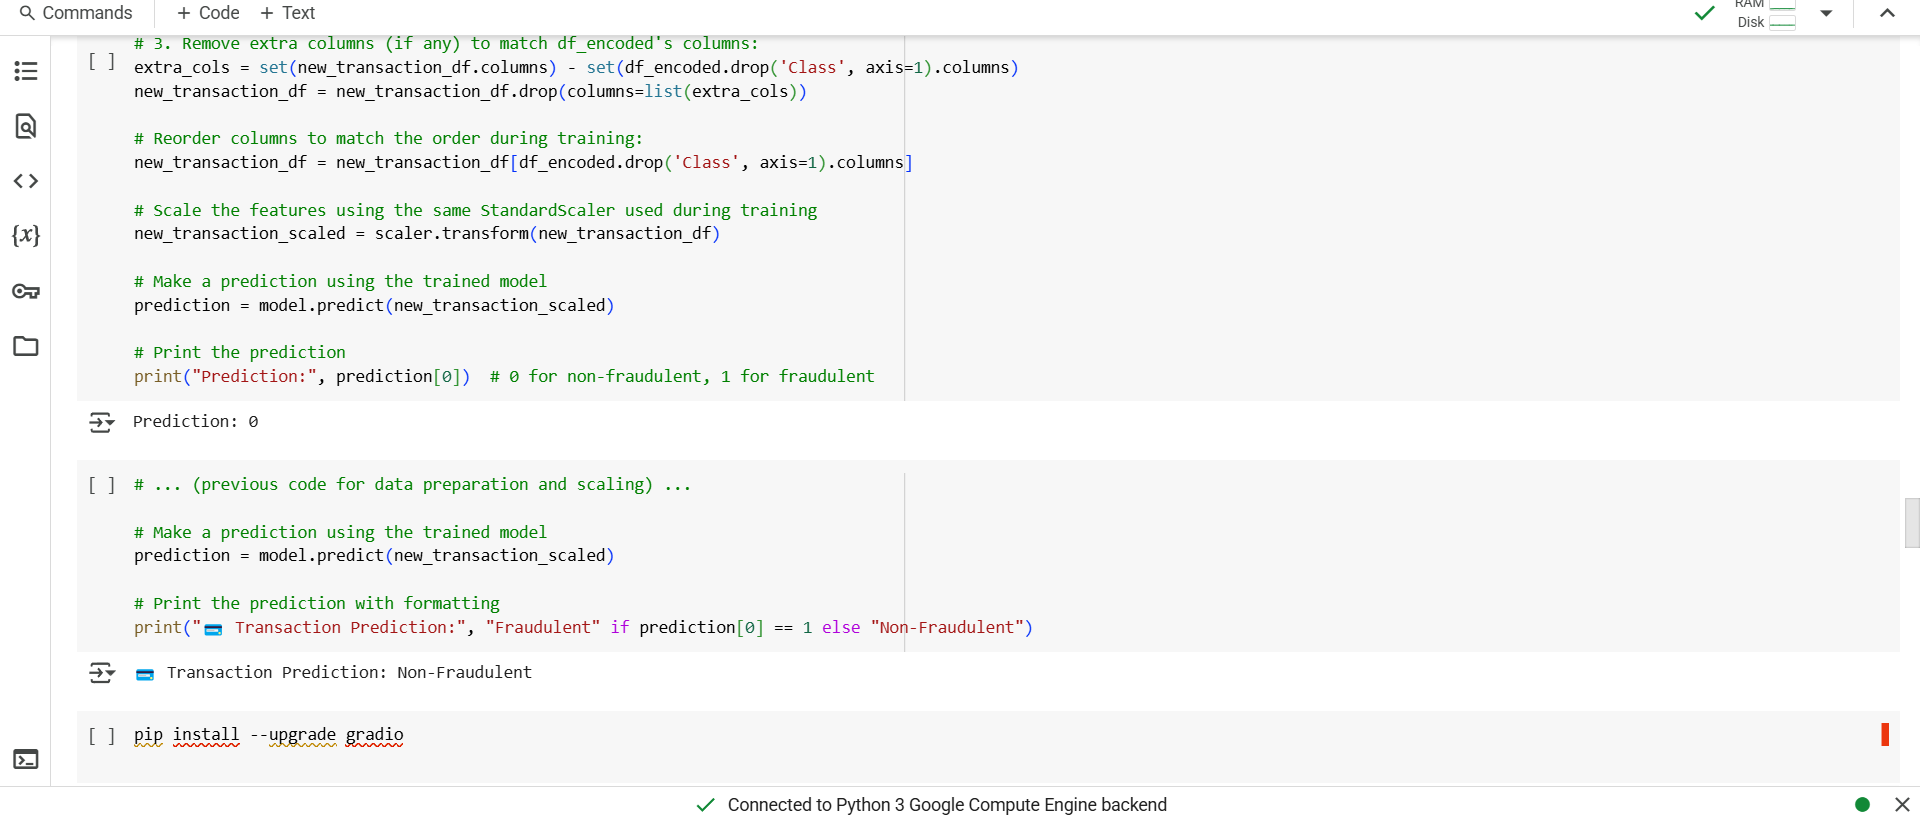 Commands + Code + Text
RAM
Disk
# 3. Remove extra columns (if any) to match df_encoded's columns:
[ ] extra_cols = set(new_transaction_df.columns) - set(df_encoded.drop('Class', axis=1).columns)
new_transaction_df = new_transaction_df.drop(columns=list(extra_cols))
# Reorder columns to match the order during training:
new_transaction_df = new_transaction_df[df_encoded.drop('Class', axis=1).columns]
# Scale the features using the same StandardScaler used during training
new_transaction_scaled = scaler.transform(new_transaction_df)
# Make a prediction using the trained model
prediction = model.predict(new_transaction_scaled)
# Print the prediction
print("Prediction:", prediction[0])  # 0 for non-fraudulent, 1 for fraudulent
Prediction: 0
[ ] # ... (previous code for data preparation and scaling) ...
# Make a prediction using the trained model
prediction = model.predict(new_transaction_scaled)
# Print the prediction with formatting
print("💳 Transaction Prediction:", "Fraudulent" if prediction[0] == 1 else "Non-Fraudulent")
💳 Transaction Prediction: Non-Fraudulent
[ ] pip install --upgrade gradio
{x}
Connected to Python 3 Google Compute Engine backend